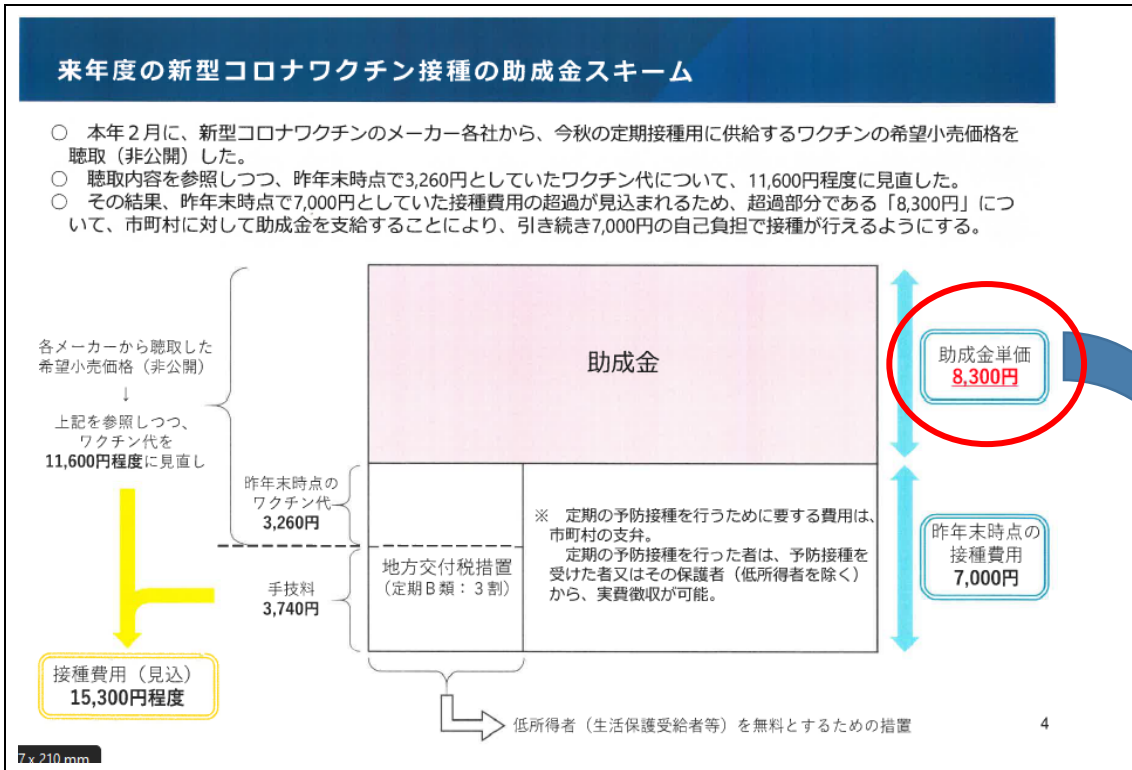 来年度の新型コロナワクチン接種の助成金スキーム
○　本年２月に、新型コロナワクチンのメーカー各社から、今秋の定期接種用に供給するワクチンの希望小売価格を
聴取（非公開）した。
○　聴取内容を参照しつつ、昨年末時点で3,260円としていたワクチン代について、11,600円程度に見直した。
○　その結果、昨年末時点で7,000円としていた接種費用の超過が見込まれるため、超過部分である「8,300円」につ
いて、市町村に対して助成金を支給することにより、引き続き7,000円の自己負担で接種が行えるようにする。
各メーカーから聴取した
希望小売価格（非公開）
↓
上記を参照しつつ、
ワクチン代を
11,600円程度に見直し
助成金
助成金単価
8,300円
昨年末時点の
ワクチン代
3,260円
手技料
3,740円
地方交付税措置
（定期Ｂ類：３割）
※　定期の予防接種を行うために要する費用は、
市町村の支弁。
定期の予防接種を行った者は、予防接種を
受けた者又はその保護者（低所得者を除く）
から、実費徴収が可能。
昨年末時点の
接種費用
7,000円
接種費用（見込）
15,300円程度
低所得者（生活保護受給者等）を無料とするための措置
4
7 x 210 mm